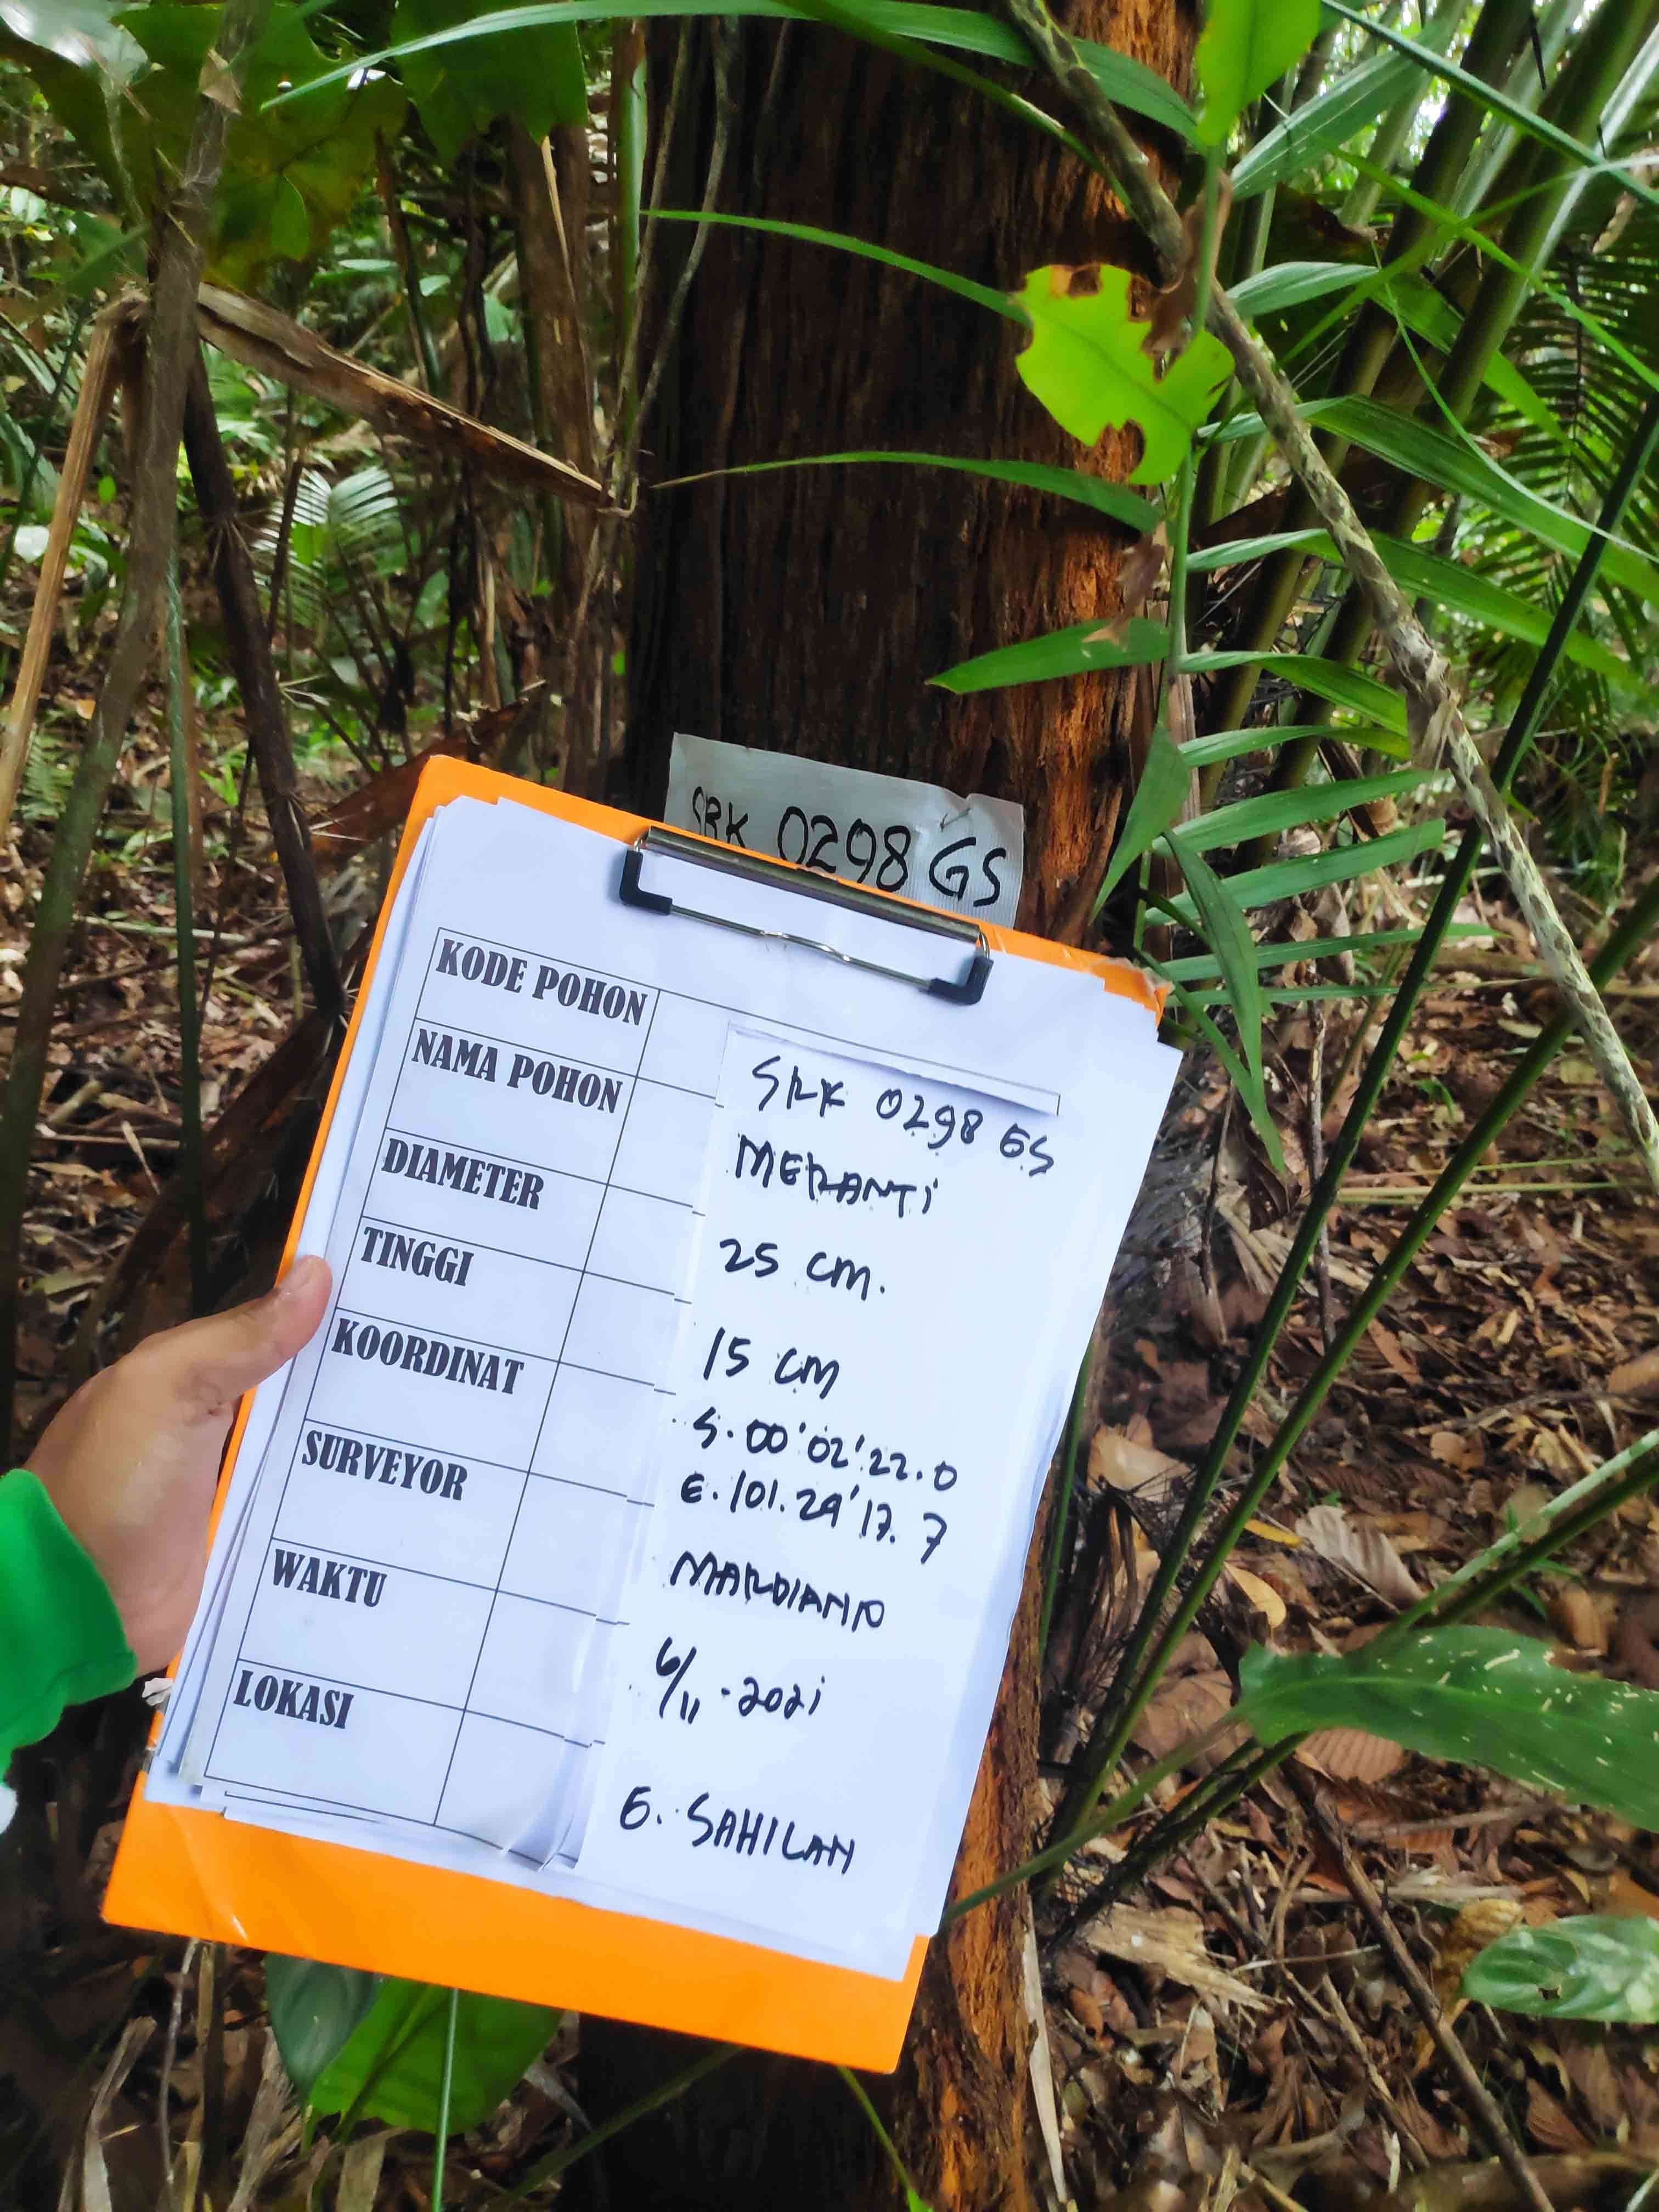 SRK 0298 GS
KODE POHON SRK 0298 GS
NAMA POHON MERANTI
DIAMETER 25 CM.
TINGGI 15 CM
KOORDINAT S. 00'02'22.0
E. 101.29'17.7
SURVEYOR MARDIANO
WAKTU 6/11-2021
LOKASI G. SAHILAN